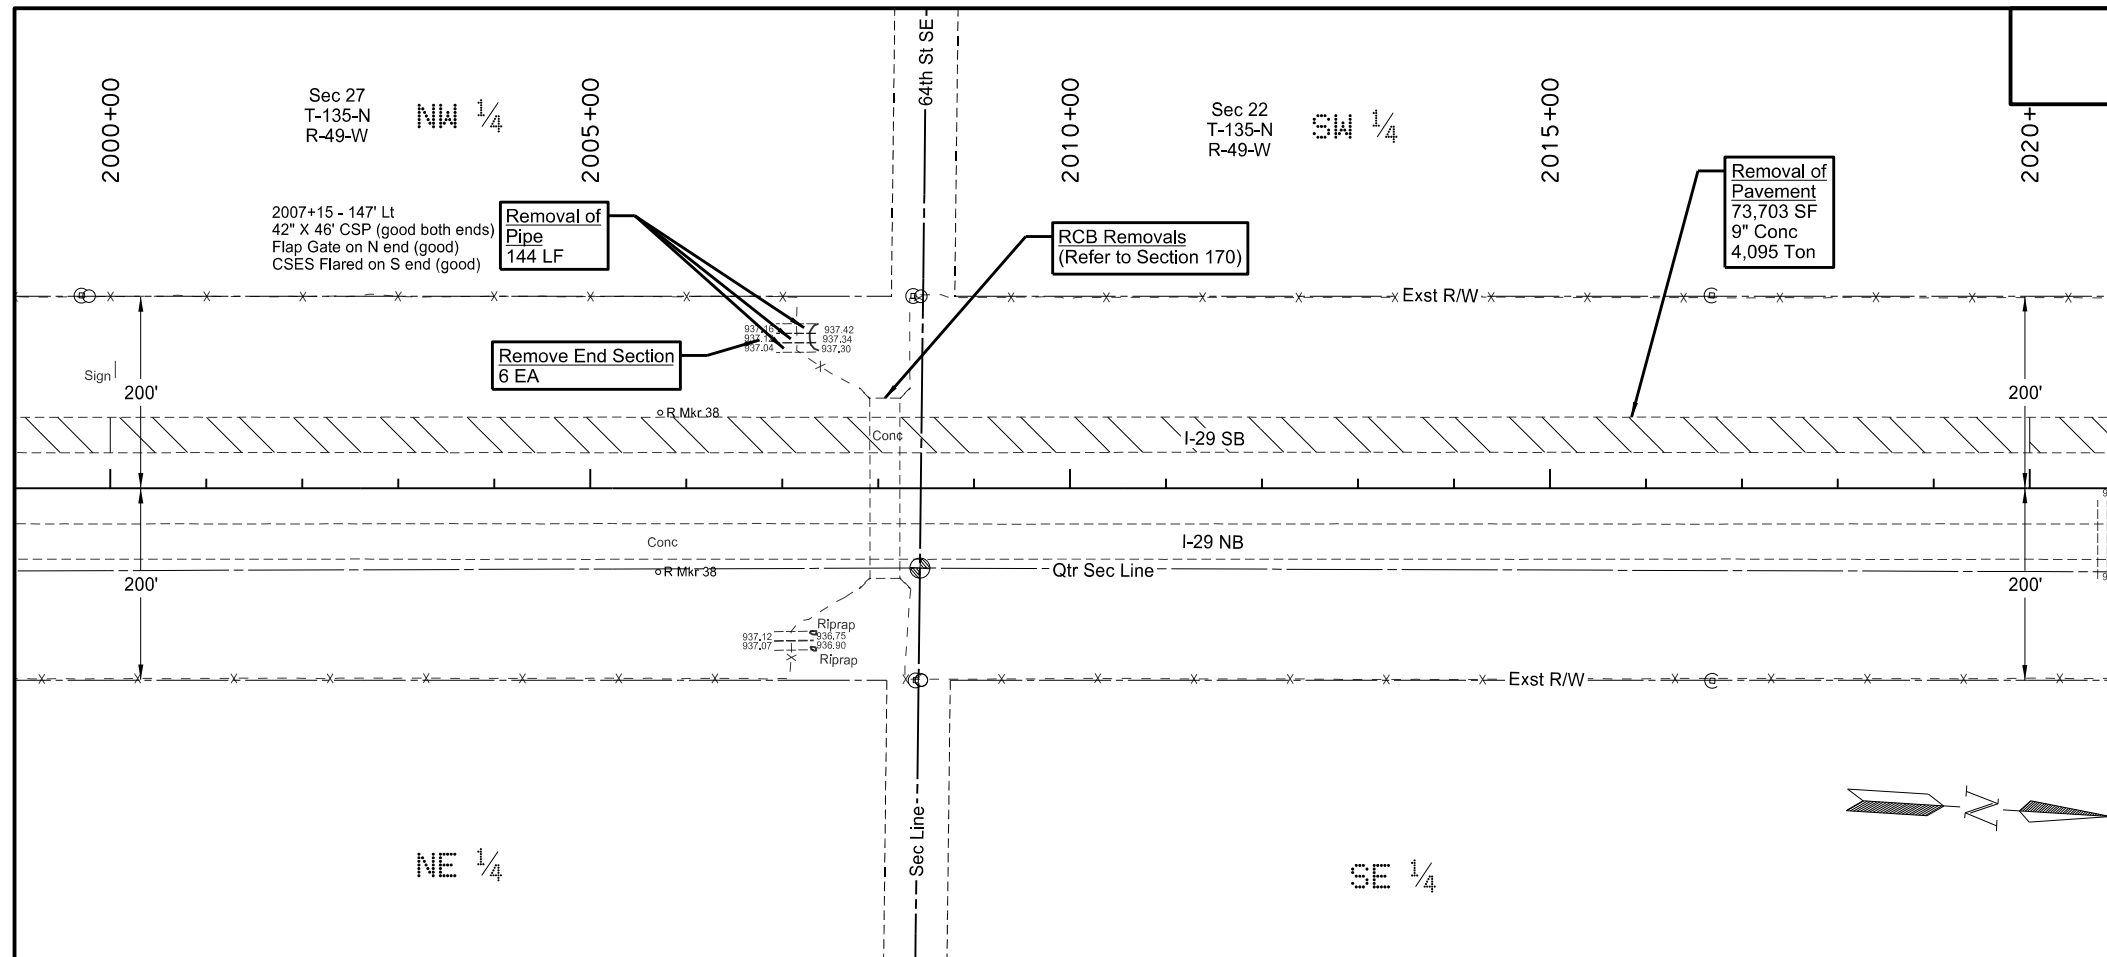 64th St SE
2000+00
Sec 27
T-135-N
R-49-W
NW 1/4
2005+00
2010+00
Sec 22
T-135-N
R-49-W
SW 1/4
2015+00
2020+
2007+15 - 147' Lt
42" X 46' CSP (good both ends)
Flap Gate on N end (good)
CSES Flared on S end (good)
Removal of
Pipe
144 LF
RCB Removals
(Refer to Section 170)
Removal of
Pavement
73,703 SF
9" Conc
4,095 Ton
Exst R/W
937.16 937.42
937.12 937.34
937.04 937.30
Remove End Section
6 EA
Sign
200'
200'
R Mkr 38
Conc
I-29 SB
Conc
I-29 NB
R Mkr 38
Qtr Sec Line
200'
200'
Riprap
937.12 936.75
937.07 936.90
Riprap
Exst R/W
N
Sec Line
NE 1/4
SE 1/4